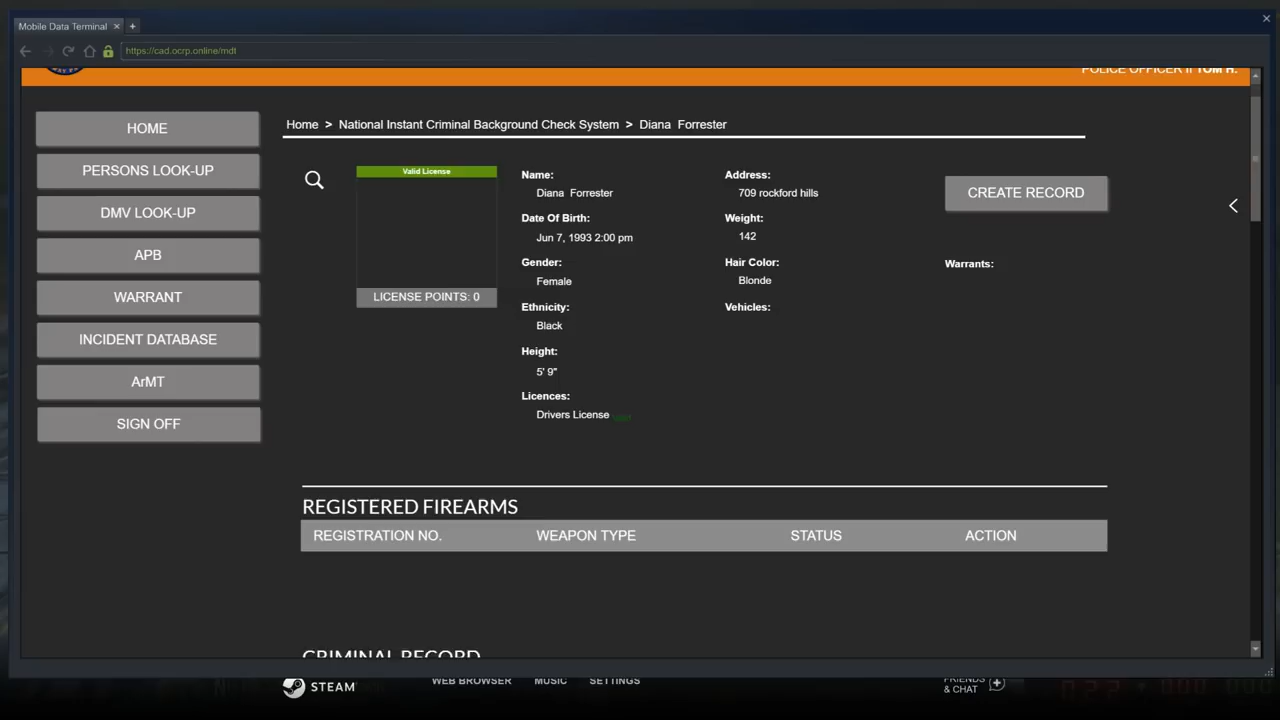 Mobile Data Terminal
https://cad.ocrp.online/mdt
POLICE OFFICER II TOM H.
HOME
PERSONS LOOK-UP
DMV LOOK-UP
APB
WARRANT
INCIDENT DATABASE
ArMT
SIGN OFF
Home > National Instant Criminal Background Check System > Diana Forrester
Valid License
LICENSE POINTS: 0
Name:
Diana Forrester
Date Of Birth:
Jun 7, 1993 2:00 pm
Gender:
Female
Ethnicity:
Black
Height:
5' 9"
Licences:
Drivers License
Address:
709 rockford hills
Weight:
142
Hair Color:
Blonde
Vehicles:
CREATE RECORD
Warrants:
REGISTERED FIREARMS
REGISTRATION NO. WEAPON TYPE STATUS ACTION
CRIMINAL RECORD
STEAM
WEB BROWSER MUSIC SETTINGS
FRIENDS
& CHAT